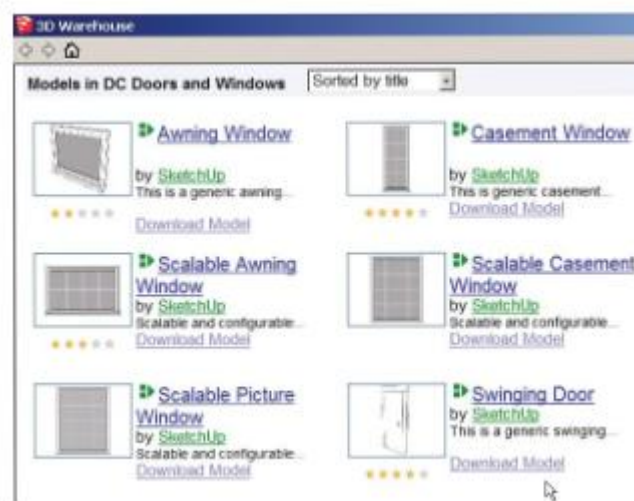 3D Warehouse
Models in DC Doors and Windows
Sorted by title
Awning Window
by SketchUp
This is a generic awning...
Download Model
Casement Window
by SketchUp
This is generic casement...
Download Model
Scalable Awning
Window
by SketchUp
Scalable and configurable...
Download Model
Scalable Casement
Window
by SketchUp
Scalable and configurable...
Download Model
Scalable Picture
Window
by SketchUp
Scalable and configurable...
Download Model
Swinging Door
by SketchUp
This is a generic swinging...
Download Model